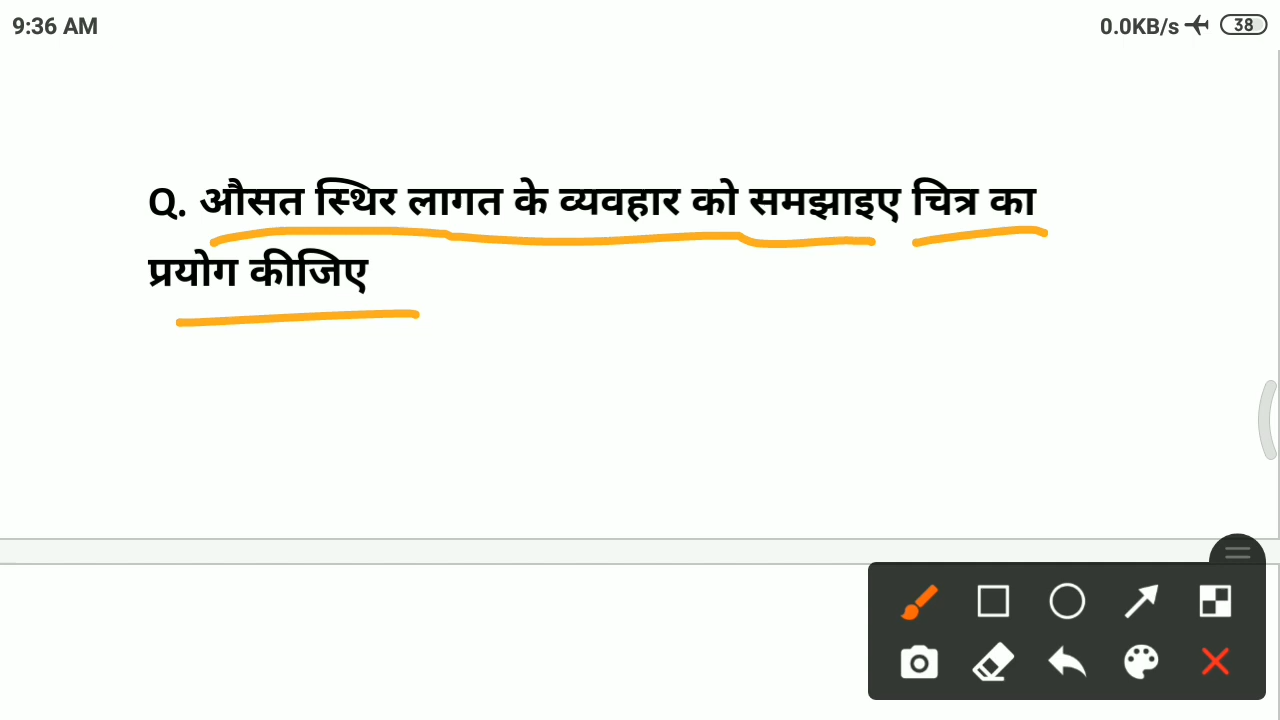 9:36 AM
0.0KB/s 38
Q. औसत स्थिर लागत के व्यवहार को समझाइए चित्र का
प्रयोग कीजिए